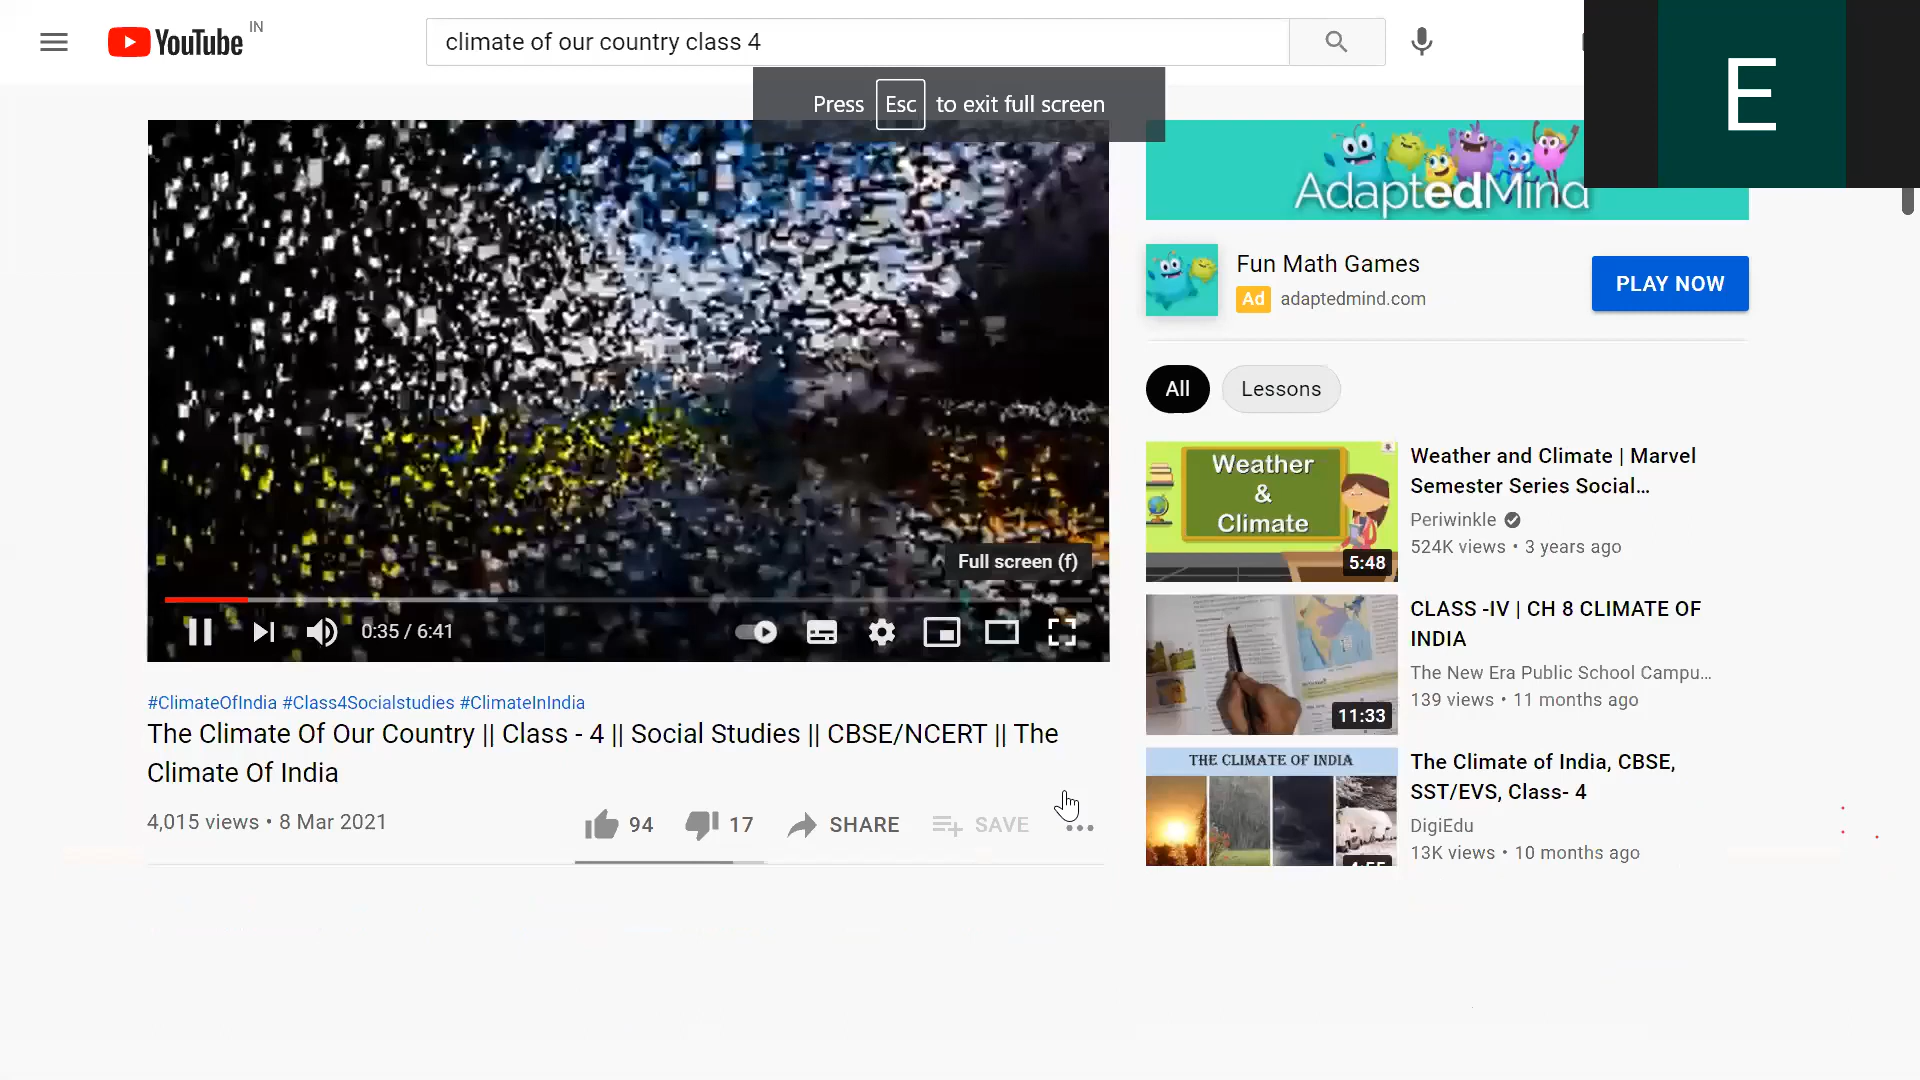 YouTube IN
climate of our country class 4
E
Press Esc to exit full screen
AdaptedMind
Fun Math Games
Ad adaptedmind.com
PLAY NOW
All Lessons
Full screen (f)
0:35 / 6:41
#ClimateOfIndia #Class4Socialstudies #ClimateInIndia
The Climate Of Our Country || Class - 4 || Social Studies || CBSE/NCERT || The
Climate Of India
4,015 views • 8 Mar 2021
94 17 SHARE SAVE
Weather
&
Climate
5:48
Weather and Climate | Marvel
Semester Series Social...
Periwinkle
524K views • 3 years ago
11:33
CLASS -IV | CH 8 CLIMATE OF
INDIA
The New Era Public School Campu...
139 views • 11 months ago
THE CLIMATE OF INDIA
The Climate of India, CBSE,
SST/EVS, Class- 4
DigiEdu
13K views • 10 months ago